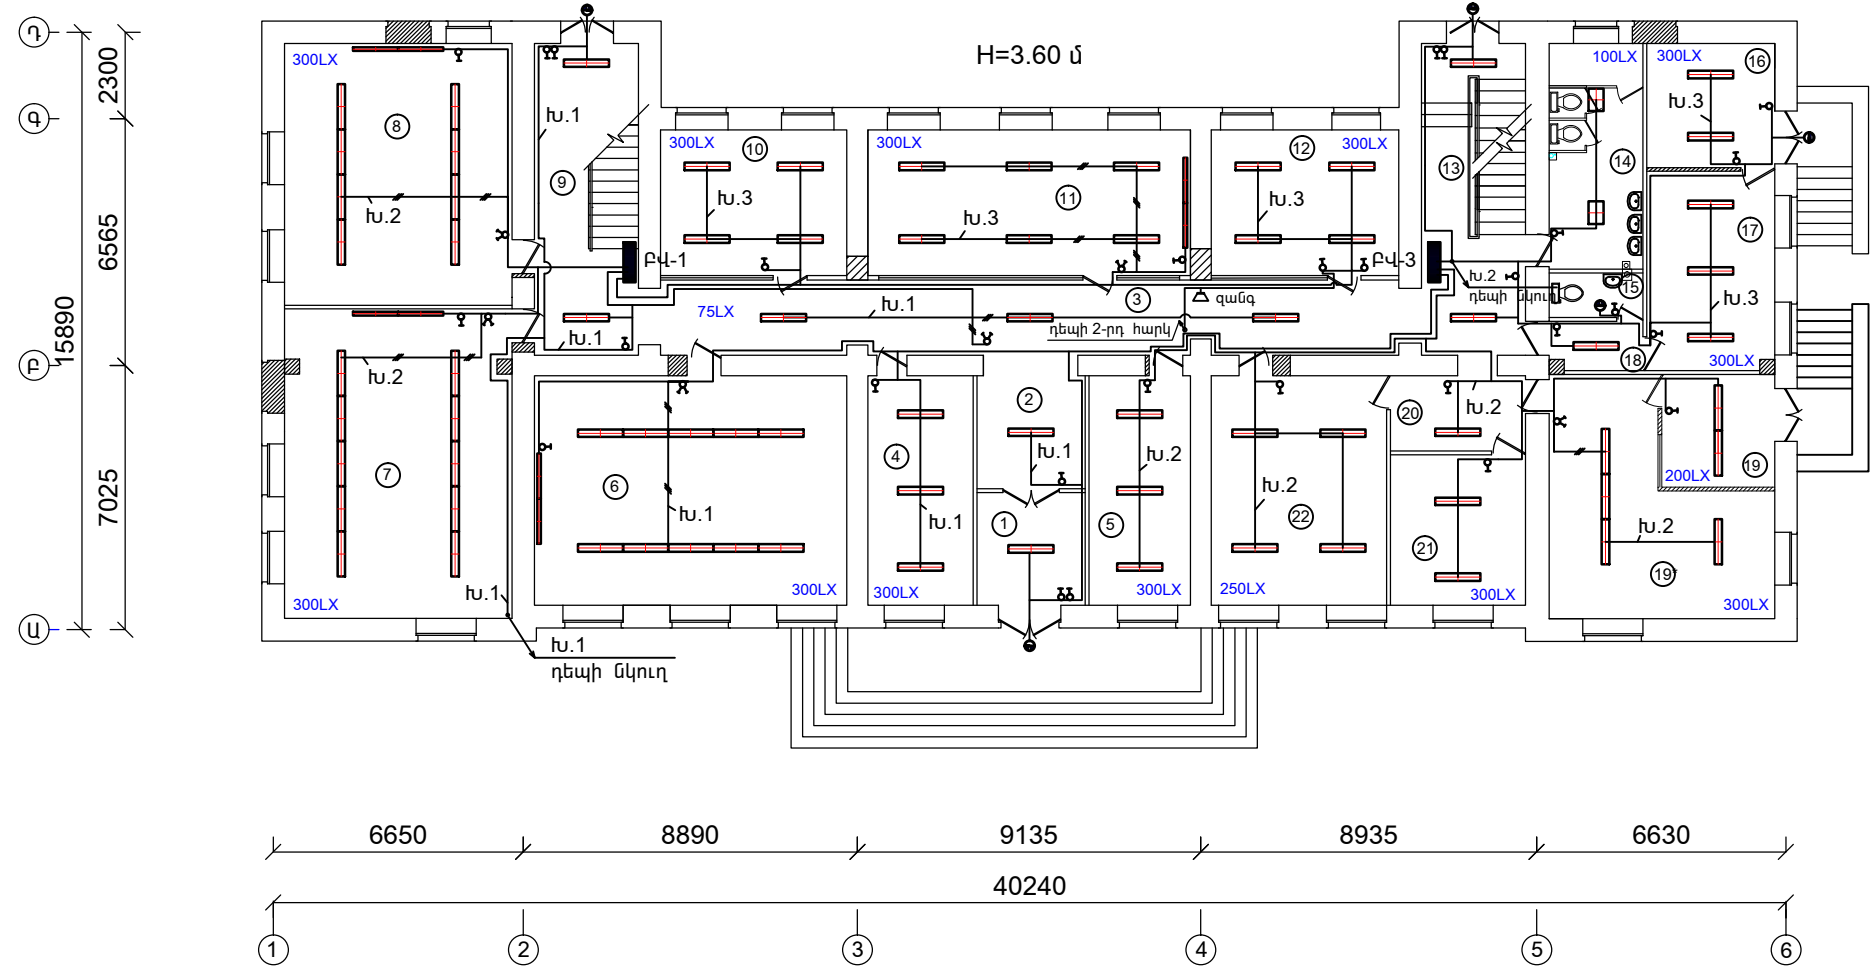 Դ
Գ
Բ
Ա
2300
6565
7025
15890
H=3.60 մ
300LX
8
Խ.2
9
Խ.1
300LX
10
Խ.3
300LX
11
Խ.3
12
300LX
Խ.3
13
100LX
14
300LX
16
Խ.3
ԲՎ-1
ԲՎ-3
75LX
Խ.1
Խ.1
3
զանգ
դեպի 2-րդ հարկ
Խ.2
դեպի նկուղ
15
17
Խ.3
300LX
18
Խ.2
7
300LX
Խ.1
Խ.1
դեպի նկուղ
6
Խ.1
300LX
4
Խ.1
300LX
2
Խ.1
1
5
Խ.2
300LX
Խ.2
22
250LX
20
Խ.2
21
300LX
19
200LX
Խ.2
19*
300LX
6650
8890
9135
8935
6630
40240
1
2
3
4
5
6